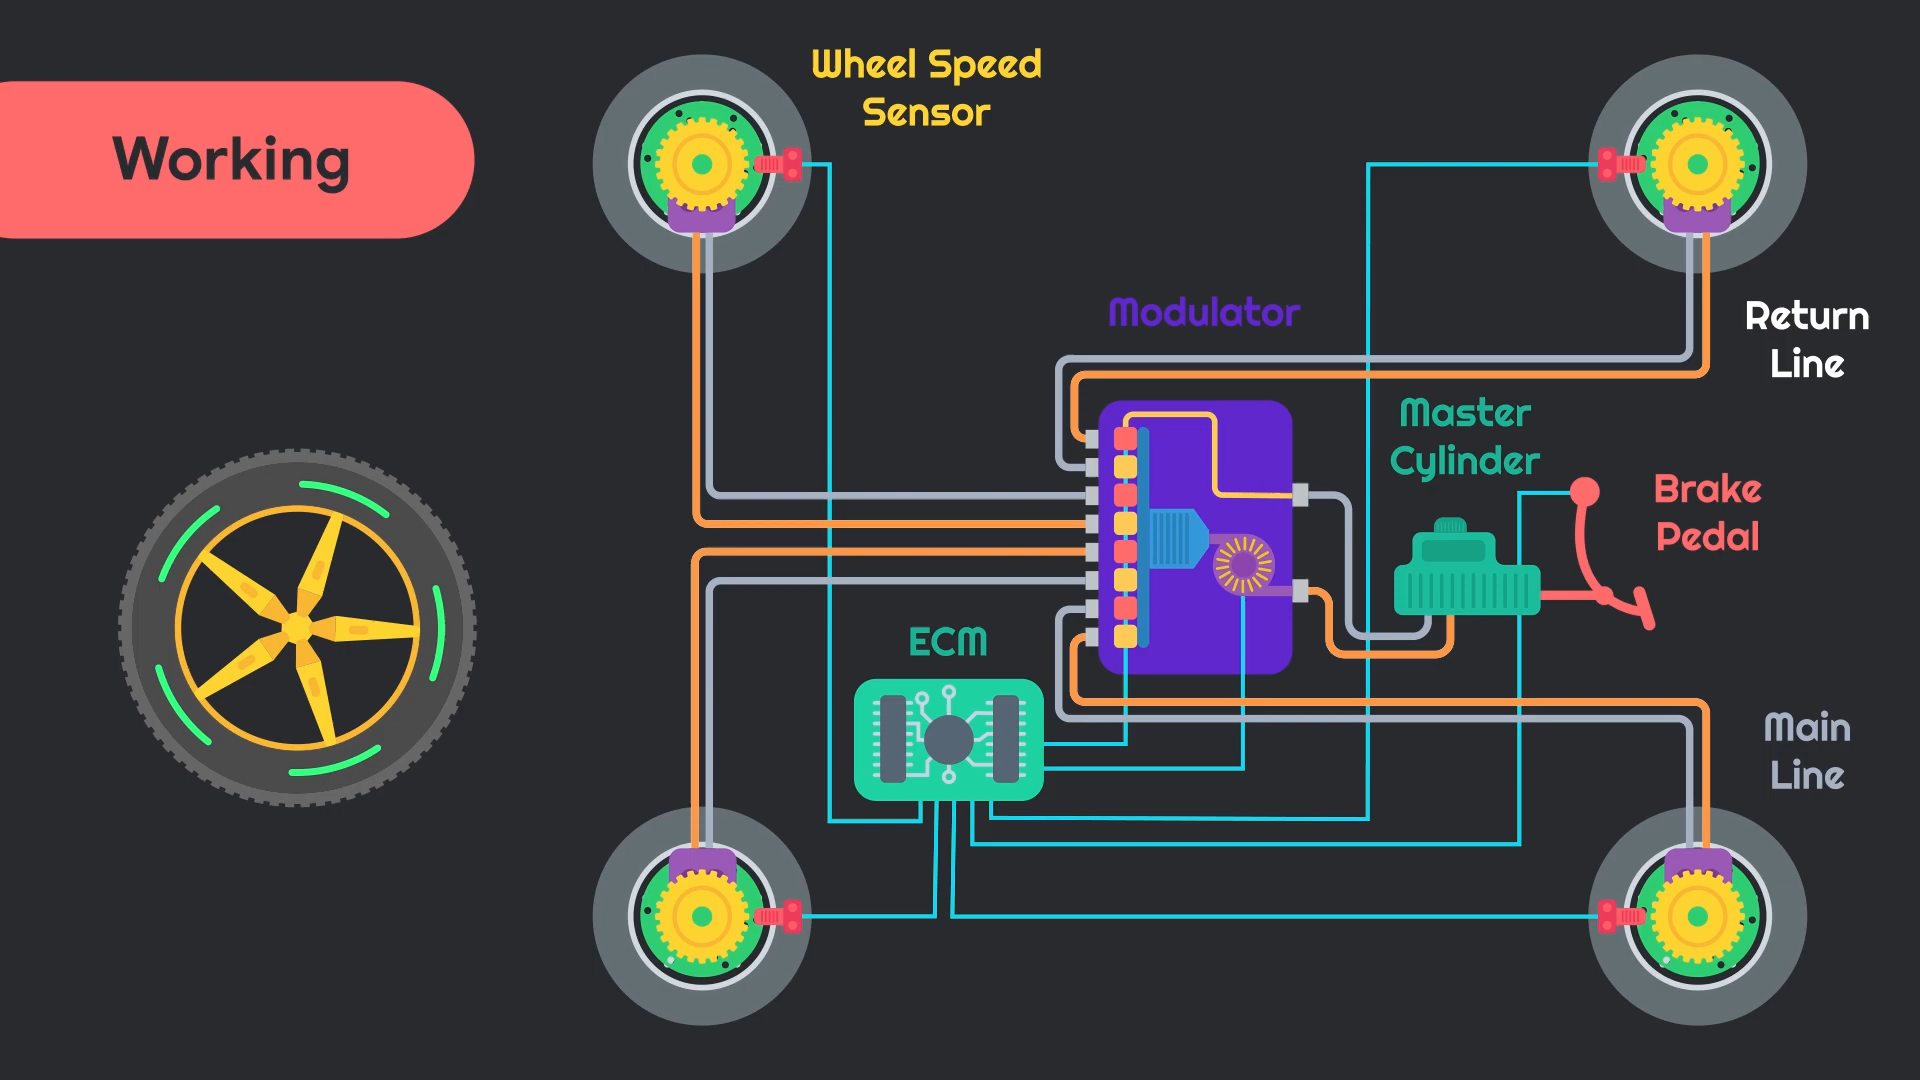 Working
Wheel Speed
Sensor
Modulator
Return
Line
Master
Cylinder
Brake
Pedal
ECM
Main
Line